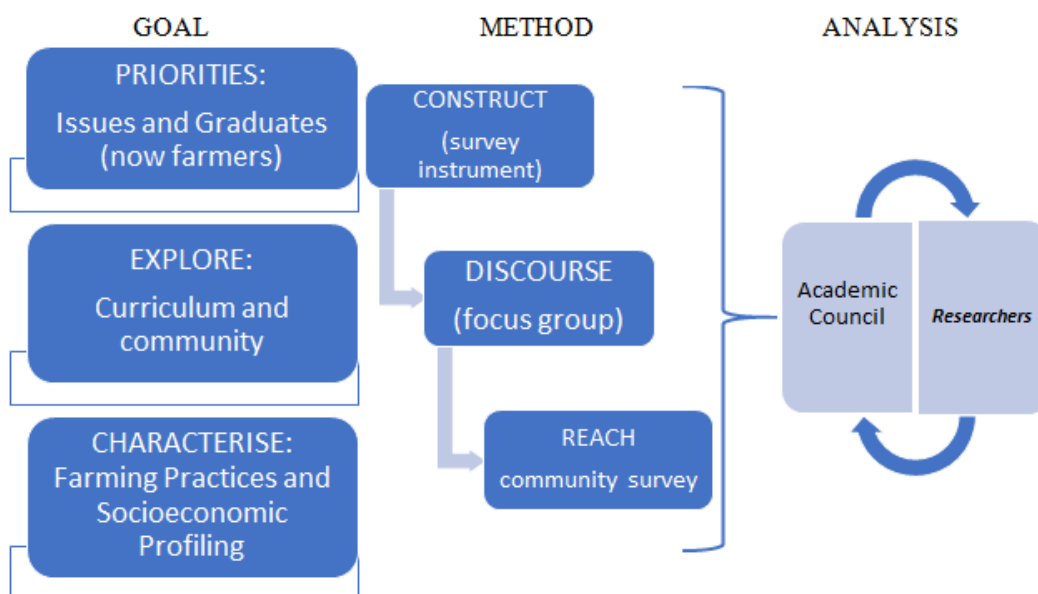 GOAL
METHOD
ANALYSIS
PRIORITIES:
Issues and Graduates
(now farmers)
EXPLORE:
Curriculum and
community
CHARACTERISE:
Farming Practices and
Socioeconomic
Profiling
CONSTRUCT
(survey
instrument)
DISCOURSE
(focus group)
REACH
community survey
Academic
Council
Researchers